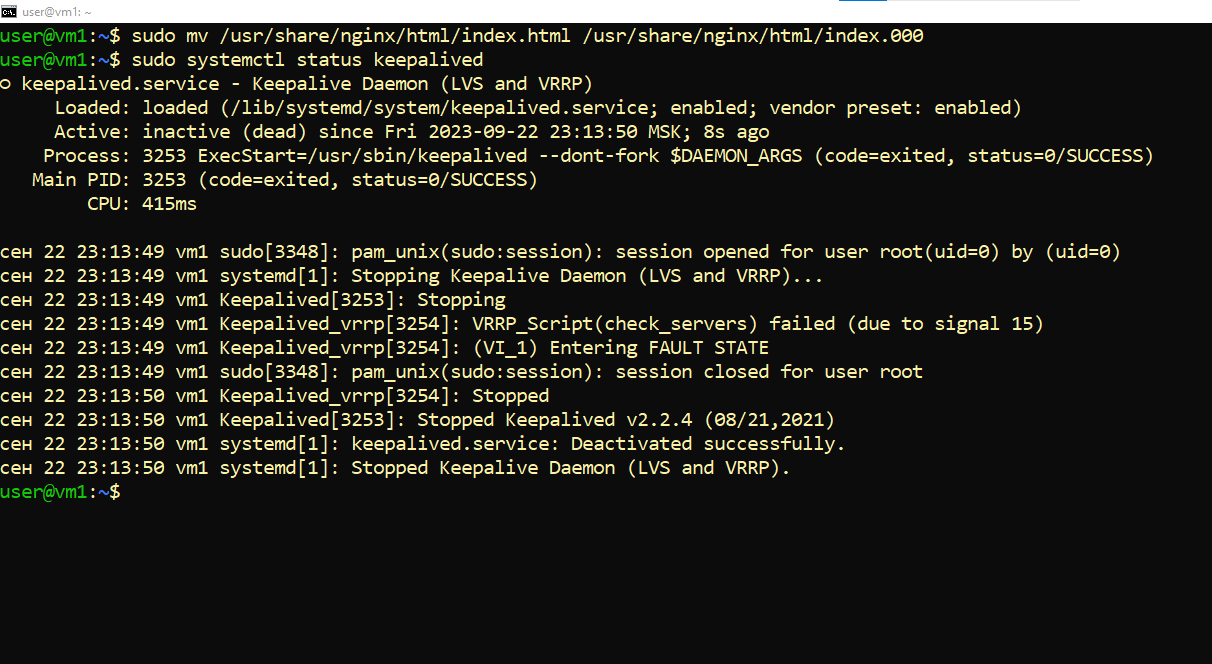 user@vm1: ~
user@vm1:~$ sudo mv /usr/share/nginx/html/index.html /usr/share/nginx/html/index.000
user@vm1:~$ sudo systemctl status keepalived
○ keepalived.service - Keepalive Daemon (LVS and VRRP)
     Loaded: loaded (/lib/systemd/system/keepalived.service; enabled; vendor preset: enabled)
     Active: inactive (dead) since Fri 2023-09-22 23:13:50 MSK; 8s ago
    Process: 3253 ExecStart=/usr/sbin/keepalived --dont-fork $DAEMON_ARGS (code=exited, status=0/SUCCESS)
   Main PID: 3253 (code=exited, status=0/SUCCESS)
        CPU: 415ms

сен 22 23:13:49 vm1 sudo[3348]: pam_unix(sudo:session): session opened for user root(uid=0) by (uid=0)
сен 22 23:13:49 vm1 systemd[1]: Stopping Keepalive Daemon (LVS and VRRP)...
сен 22 23:13:49 vm1 Keepalived[3253]: Stopping
сен 22 23:13:49 vm1 Keepalived_vrrp[3254]: VRRP_Script(check_servers) failed (due to signal 15)
сен 22 23:13:49 vm1 Keepalived_vrrp[3254]: (VI_1) Entering FAULT STATE
сен 22 23:13:49 vm1 sudo[3348]: pam_unix(sudo:session): session closed for user root
сен 22 23:13:50 vm1 Keepalived_vrrp[3254]: Stopped
сен 22 23:13:50 vm1 Keepalived[3253]: Stopped Keepalived v2.2.4 (08/21,2021)
сен 22 23:13:50 vm1 systemd[1]: keepalived.service: Deactivated successfully.
сен 22 23:13:50 vm1 systemd[1]: Stopped Keepalive Daemon (LVS and VRRP).
user@vm1:~$